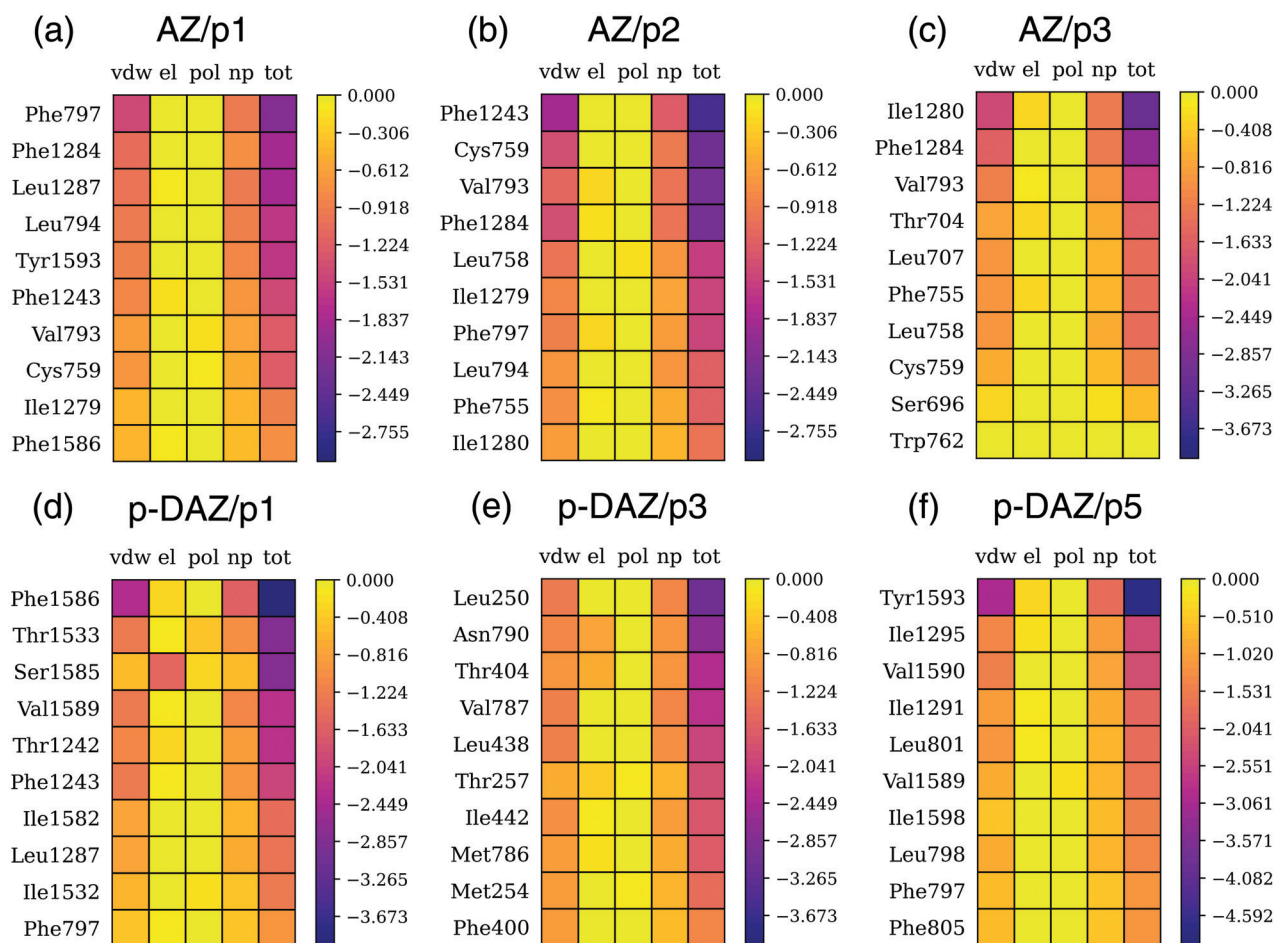 (a) AZ/p1
vdw el pol np tot
Phe797
Phe1284
Leu1287
Leu794
Tyr1593
Phe1243
Val793
Cys759
Ile1279
Phe1586
0.000
−0.306
−0.612
−0.918
−1.224
−1.531
−1.837
−2.143
−2.449
−2.755
(b) AZ/p2
vdw el pol np tot
Phe1243
Cys759
Val793
Phe1284
Leu758
Ile1279
Phe797
Leu794
Phe755
Ile1280
0.000
−0.306
−0.612
−0.918
−1.224
−1.531
−1.837
−2.143
−2.449
−2.755
(c) AZ/p3
vdw el pol np tot
Ile1280
Phe1284
Val793
Thr704
Leu707
Phe755
Leu758
Cys759
Ser696
Trp762
0.000
−0.408
−0.816
−1.224
−1.633
−2.041
−2.449
−2.857
−3.265
−3.673
(d) p-DAZ/p1
vdw el pol np tot
Phe1586
Thr1533
Ser1585
Val1589
Thr1242
Phe1243
Ile1582
Leu1287
Ile1532
Phe797
0.000
−0.408
−0.816
−1.224
−1.633
−2.041
−2.449
−2.857
−3.265
−3.673
(e) p-DAZ/p3
vdw el pol np tot
Leu250
Asn790
Thr404
Val787
Leu438
Thr257
Ile442
Met786
Met254
Phe400
0.000
−0.408
−0.816
−1.224
−1.633
−2.041
−2.449
−2.857
−3.265
−3.673
(f) p-DAZ/p5
vdw el pol np tot
Tyr1593
Ile1295
Val1590
Ile1291
Leu801
Val1589
Ile1598
Leu798
Phe797
Phe805
0.000
−0.510
−1.020
−1.531
−2.041
−2.551
−3.061
−3.571
−4.082
−4.592